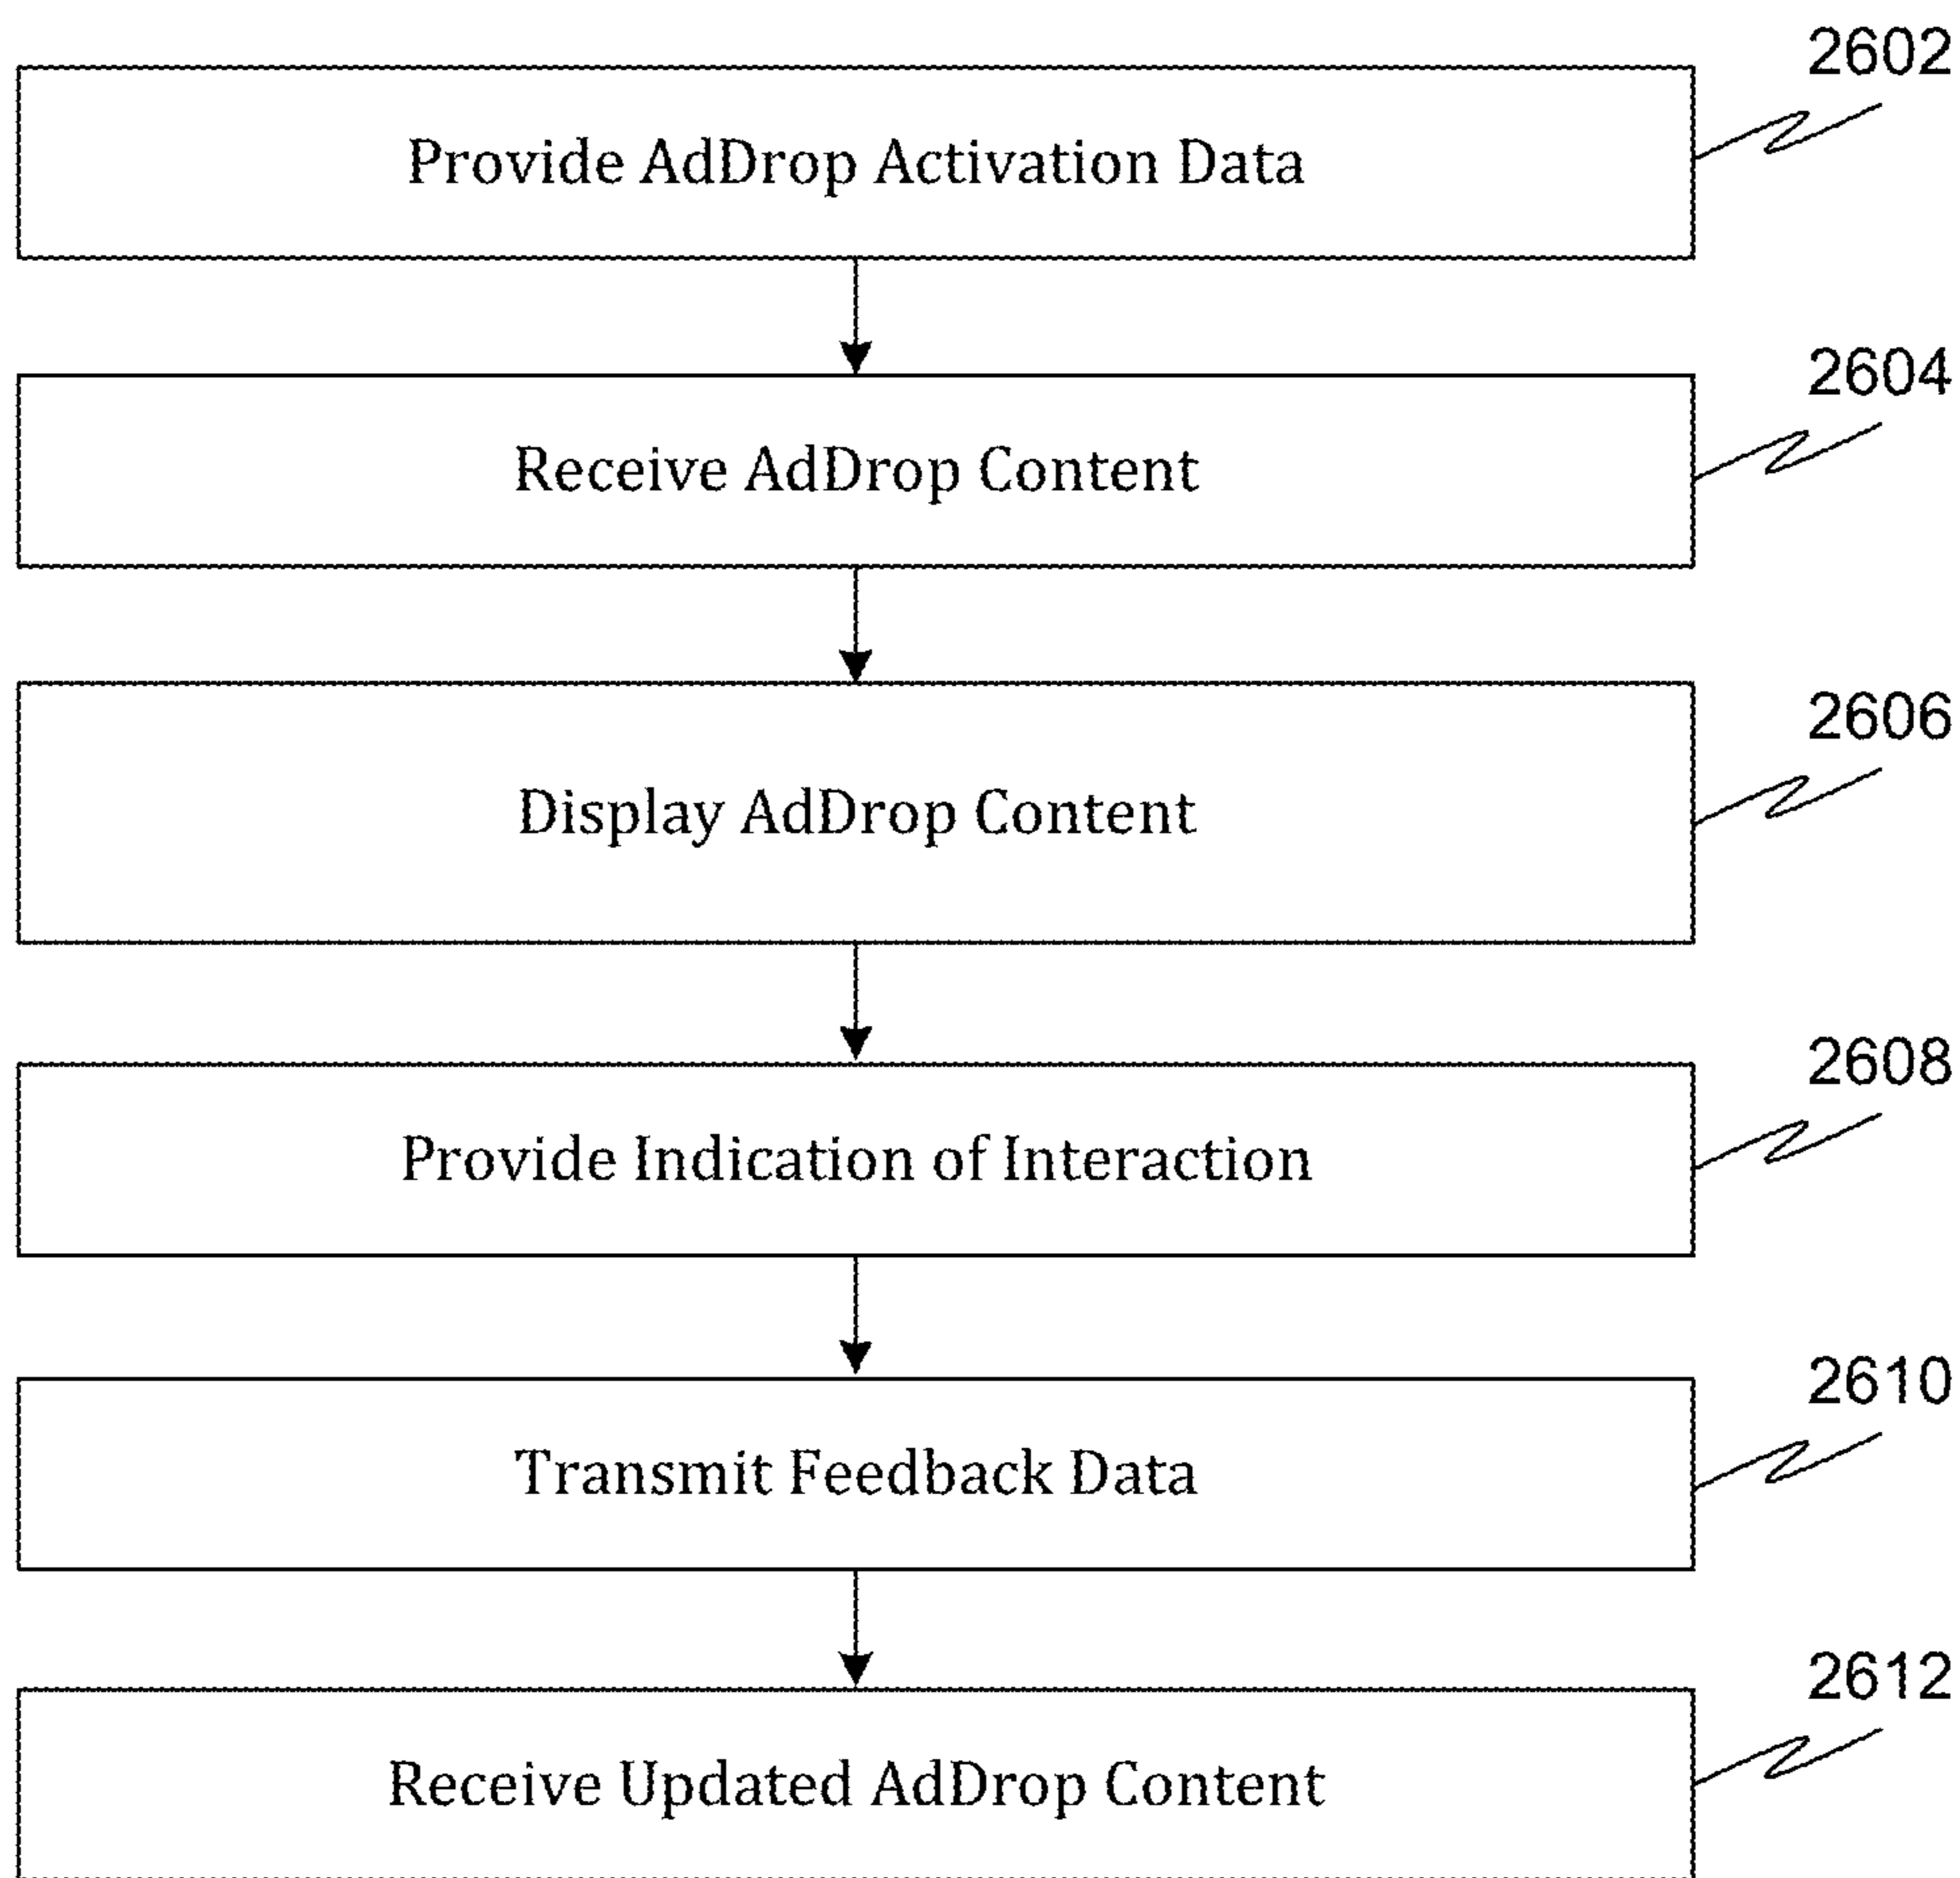 2602
Provide AdDrop Activation Data
2604
Receive AdDrop Content
2606
Display AdDrop Content
2608
Provide Indication of Interaction
2610
Transmit Feedback Data
2612
Receive Updated AdDrop Content